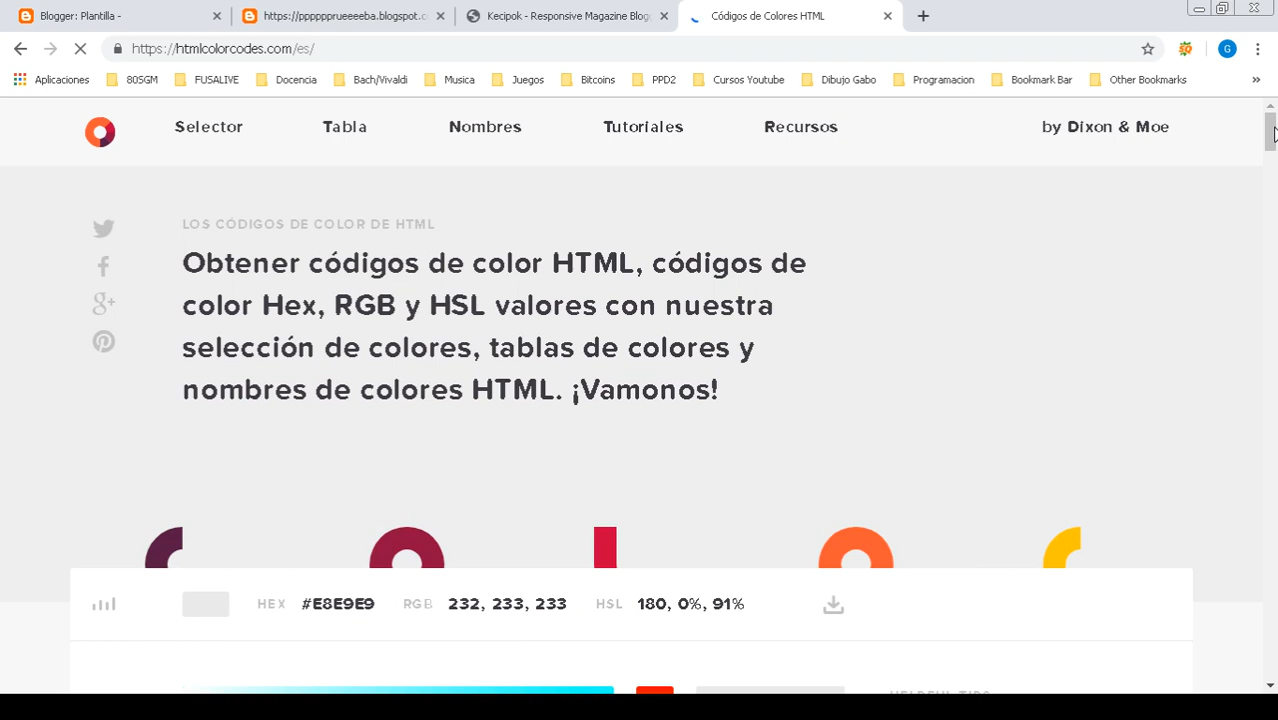 Blogger: Plantilla -
https://ppppppprueeeeba.blogspot.c
Kecipok - Responsive Magazine Blog
Códigos de Colores HTML
https://htmlcolorcodes.com/es/
G
Aplicaciones
80SGM
FUSALIVE
Docencia
Bach/Vivaldi
Musica
Juegos
Bitcoins
PPD2
Cursos Youtube
Dibujo Gabo
Programacion
Bookmark Bar
Other Bookmarks
Selector
Tabla
Nombres
Tutoriales
Recursos
by Dixon & Moe
LOS CÓDIGOS DE COLOR DE HTML
Obtener códigos de color HTML, códigos de
color Hex, RGB y HSL valores con nuestra
selección de colores, tablas de colores y
nombres de colores HTML. ¡Vamonos!
HEX #E8E9E9 RGB 232, 233, 233 HSL 180, 0%, 91%
HELPFUL TIPS